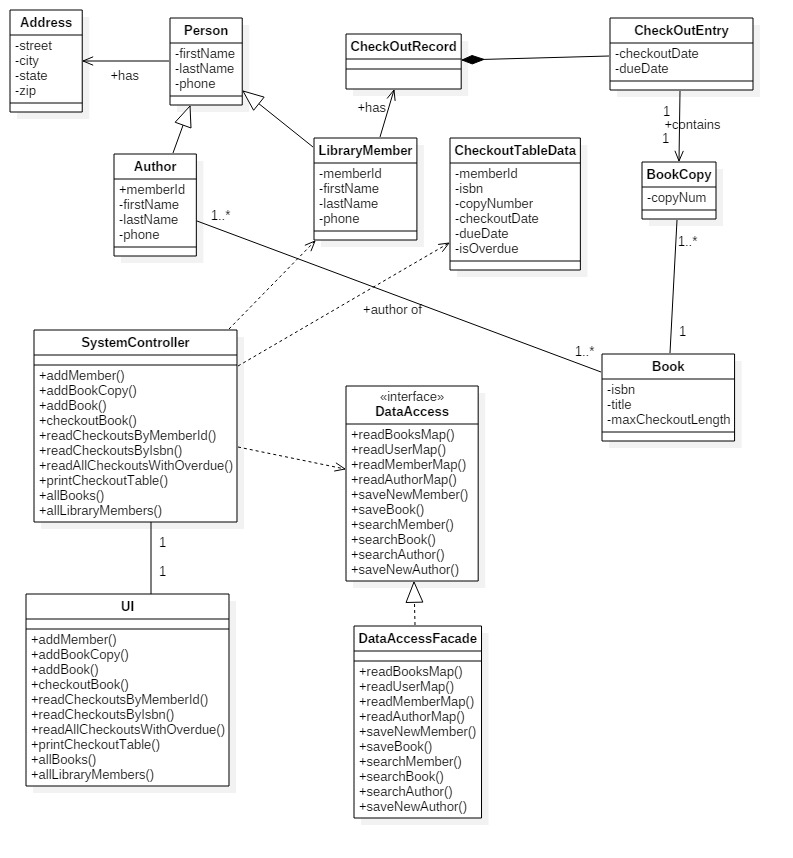 Address
-street
-city
-state
-zip
+has
Person
-firstName
-lastName
-phone
CheckOutRecord
+has
CheckOutEntry
-checkoutDate
-dueDate
1
+contains
1
Author
+memberId
-firstName
-lastName
-phone
1..*
LibraryMember
-memberId
-firstName
-lastName
-phone
CheckoutTableData
-memberId
-isbn
-copyNumber
-checkoutDate
-dueDate
-isOverdue
BookCopy
-copyNum
1..*
1
+author of
1..*
Book
-isbn
-title
-maxCheckoutLength
SystemController
+addMember()
+addBookCopy()
+addBook()
+checkoutBook()
+readCheckoutsByMemberId()
+readCheckoutsByIsbn()
+readAllCheckoutsWithOverdue()
+printCheckoutTable()
+allBooks()
+allLibraryMembers()
1
1
«interface»
DataAccess
+readBooksMap()
+readUserMap()
+readMemberMap()
+readAuthorMap()
+saveNewMember()
+saveBook()
+searchMember()
+searchBook()
+searchAuthor()
+saveNewAuthor()
UI
+addMember()
+addBookCopy()
+addBook()
+checkoutBook()
+readCheckoutsByMemberId()
+readCheckoutsByIsbn()
+readAllCheckoutsWithOverdue()
+printCheckoutTable()
+allBooks()
+allLibraryMembers()
DataAccessFacade
+readBooksMap()
+readUserMap()
+readMemberMap()
+readAuthorMap()
+saveNewMember()
+saveBook()
+searchMember()
+searchBook()
+searchAuthor()
+saveNewAuthor()